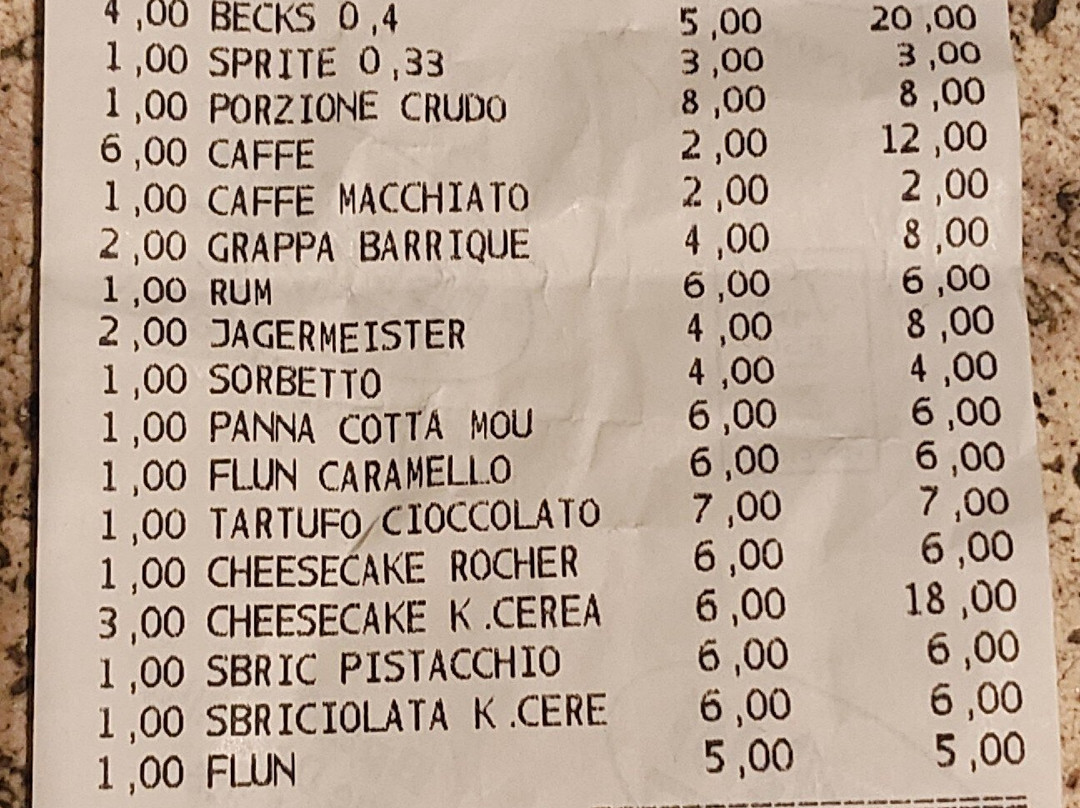 4,00 BECKS 0,4 5,00 20,00
1,00 SPRITE 0,33 3,00 3,00
1,00 PORZIONE CRUDO 8,00 8,00
6,00 CAFFE 2,00 12,00
1,00 CAFFE MACCHIATO 2,00 2,00
2,00 GRAPPA BARRIQUE 4,00 8,00
1,00 RUM 6,00 6,00
2,00 JAGERMEISTER 4,00 8,00
1,00 SORBETTO 4,00 4,00
1,00 PANNA COTTA MOU 6,00 6,00
1,00 FLUN CARAMELLO 6,00 6,00
1,00 TARTUFO CIOCCOLATO 7,00 7,00
1,00 CHEESECAKE ROCHER 6,00 6,00
3,00 CHEESECAKE K.CEREA 6,00 18,00
1,00 SBRIC PISTACCHIO 6,00 6,00
1,00 SBRICIOLATA K.CERE 6,00 6,00
1,00 FLUN 5,00 5,00